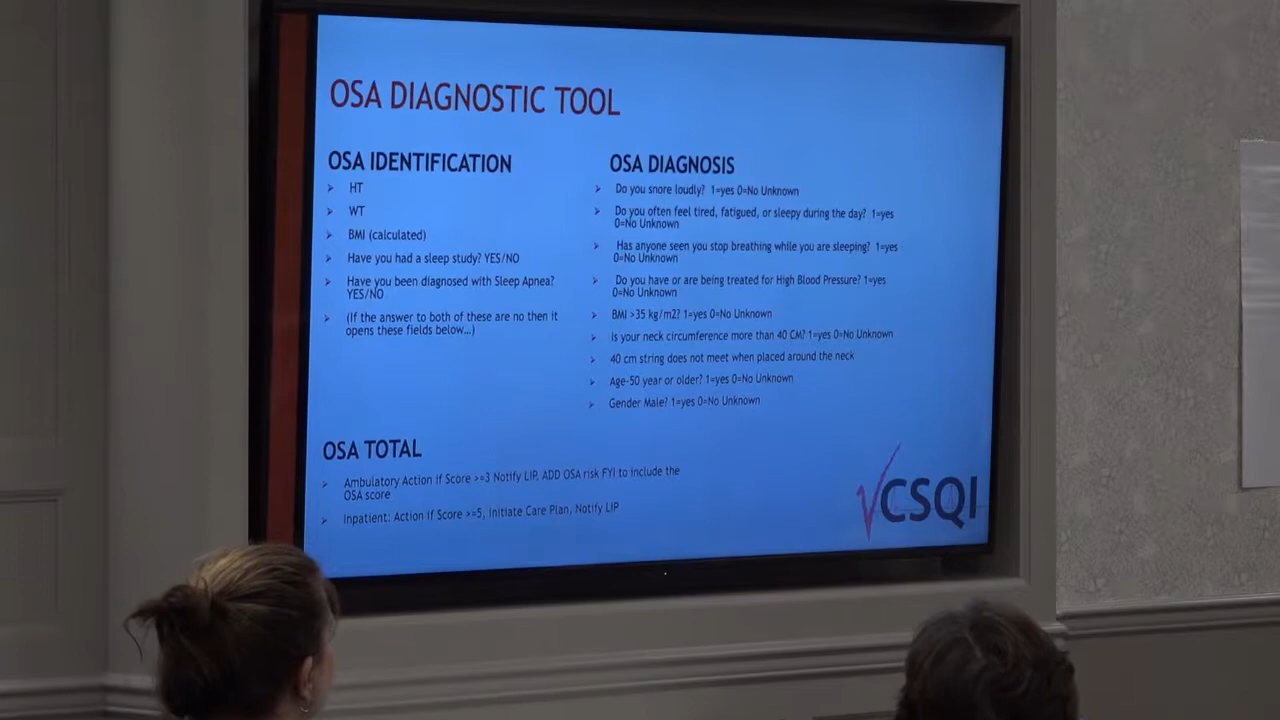 OSA DIAGNOSTIC TOOL
OSA IDENTIFICATION
HT
WT
BMI (calculated)
Have you had a sleep study? YES/NO
Have you been diagnosed with Sleep Apnea?
YES/NO
(If the answer to both of these are no then it
opens these fields below...)
OSA DIAGNOSIS
Do you snore loudly? 1=yes 0=No Unknown
Do you often feel tired, fatigued, or sleepy during the day? 1=yes
0=No Unknown
Has anyone seen you stop breathing while you are sleeping? 1=yes
0=No Unknown
Do you have or are being treated for High Blood Pressure? 1=yes
0=No Unknown
BMI >35 kg/m2? 1=yes 0=No Unknown
Is your neck circumference more than 40 CM? 1=yes 0=No Unknown
40 cm string does not meet when placed around the neck
Age-50 year or older? 1=yes 0=No Unknown
Gender Male? 1=yes 0=No Unknown
OSA TOTAL
Ambulatory Action if Score >=3 Notify LIP, ADD OSA risk FYI to include the
OSA score
Inpatient: Action if Score >=5, Initiate Care Plan, Notify LIP
√CSQI